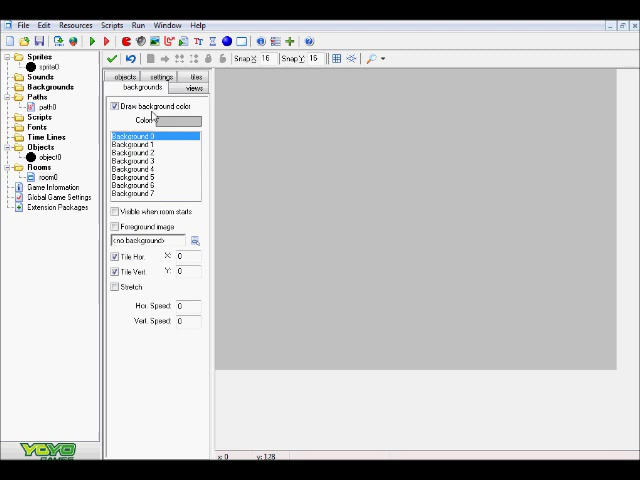 File Edit Resources Scripts Run Window Help
Snap X 16 Snap Y 16
Sprites
sprite0
Sounds
Backgrounds
Paths
path0
Scripts
Fonts
Time Lines
Objects
object0
Rooms
room0
Game Information
Global Game Settings
Extension Packages
YOYO
GAMES
objects settings tiles
backgrounds views
Draw background color
Color
Background 0
Background 1
Background 2
Background 3
Background 4
Background 5
Background 6
Background 7
Visible when room starts
Foreground image
<no background>
Tile Hor. X: 0
Tile Vert. Y: 0
Stretch
Hor. Speed: 0
Vert. Speed: 0
x: 0 y: 128